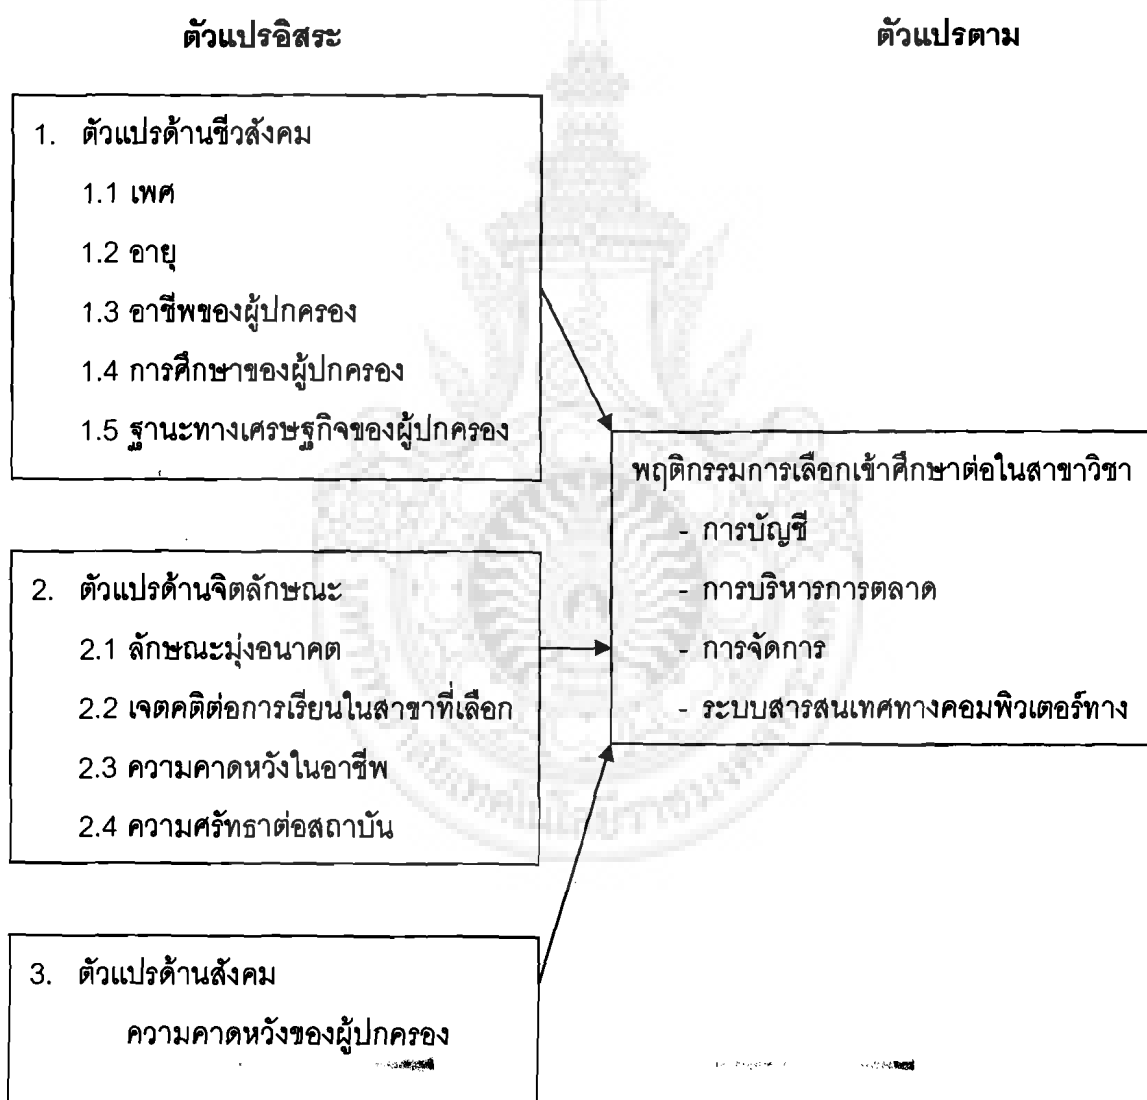 ตัวแปรอิสระ
ตัวแปรตาม
1. ตัวแปรด้านชีวสังคม
1.1 เพศ
1.2 อายุ
1.3 อาชีพของผู้ปกครอง
1.4 การศึกษาของผู้ปกครอง
1.5 ฐานะทางเศรษฐกิจของผู้ปกครอง
2. ตัวแปรด้านจิตลักษณะ
2.1 ลักษณะมุ่งอนาคต
2.2 เจตคติต่อการเรียนในสาขาที่เลือก
2.3 ความคาดหวังในอาชีพ
2.4 ความศรัทธาต่อสถาบัน
3. ตัวแปรด้านสังคม
ความคาดหวังของผู้ปกครอง
พฤติกรรมการเลือกเข้าศึกษาต่อในสาขาวิชา
- การบัญชี
- การบริหารการตลาด
- การจัดการ
- ระบบสารสนเทศทางคอมพิวเตอร์ทาง